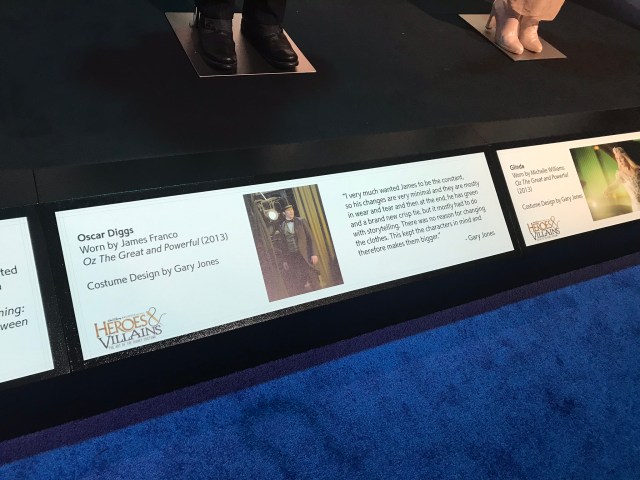 ted
ning:
ween
Oscar Diggs
Worn by James Franco
Oz The Great and Powerful (2013)
Costume Design by Gary Jones
HEROES &
VILLAINS
"I very much wanted James to be the constant,
so his changes are very minimal and they are mostly
in wear and tear and then at the end, he has green
and a brand new crisp tie, but it mostly had to do
with storytelling. There was no reason for changing
the clothes. This kept the characters in mind and
therefore makes them bigger."
- Gary Jones
Glinda
Worn by Michelle Williams
Oz The Great and Powerful
(2013)
Costume Design by Gary Jones
HEROES &
VILLAINS